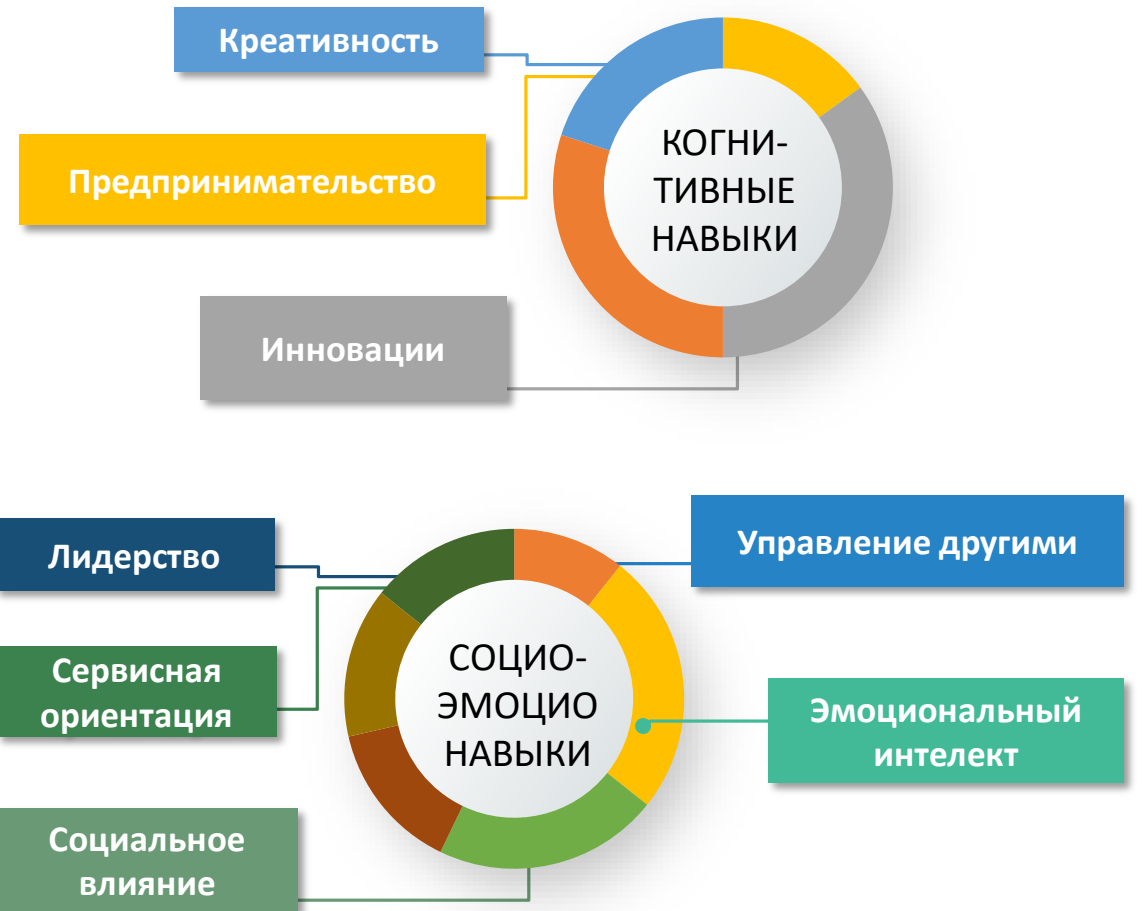 Креативность
Предпринимательство
Инновации
КОГНИ-
ТИВНЫЕ
НАВЫКИ
Лидерство
Сервисная
ориентация
Социальное
влияние
СОЦИО-
ЭМОЦИО
НАВЫКИ
Управление другими
Эмоциональный
интелект